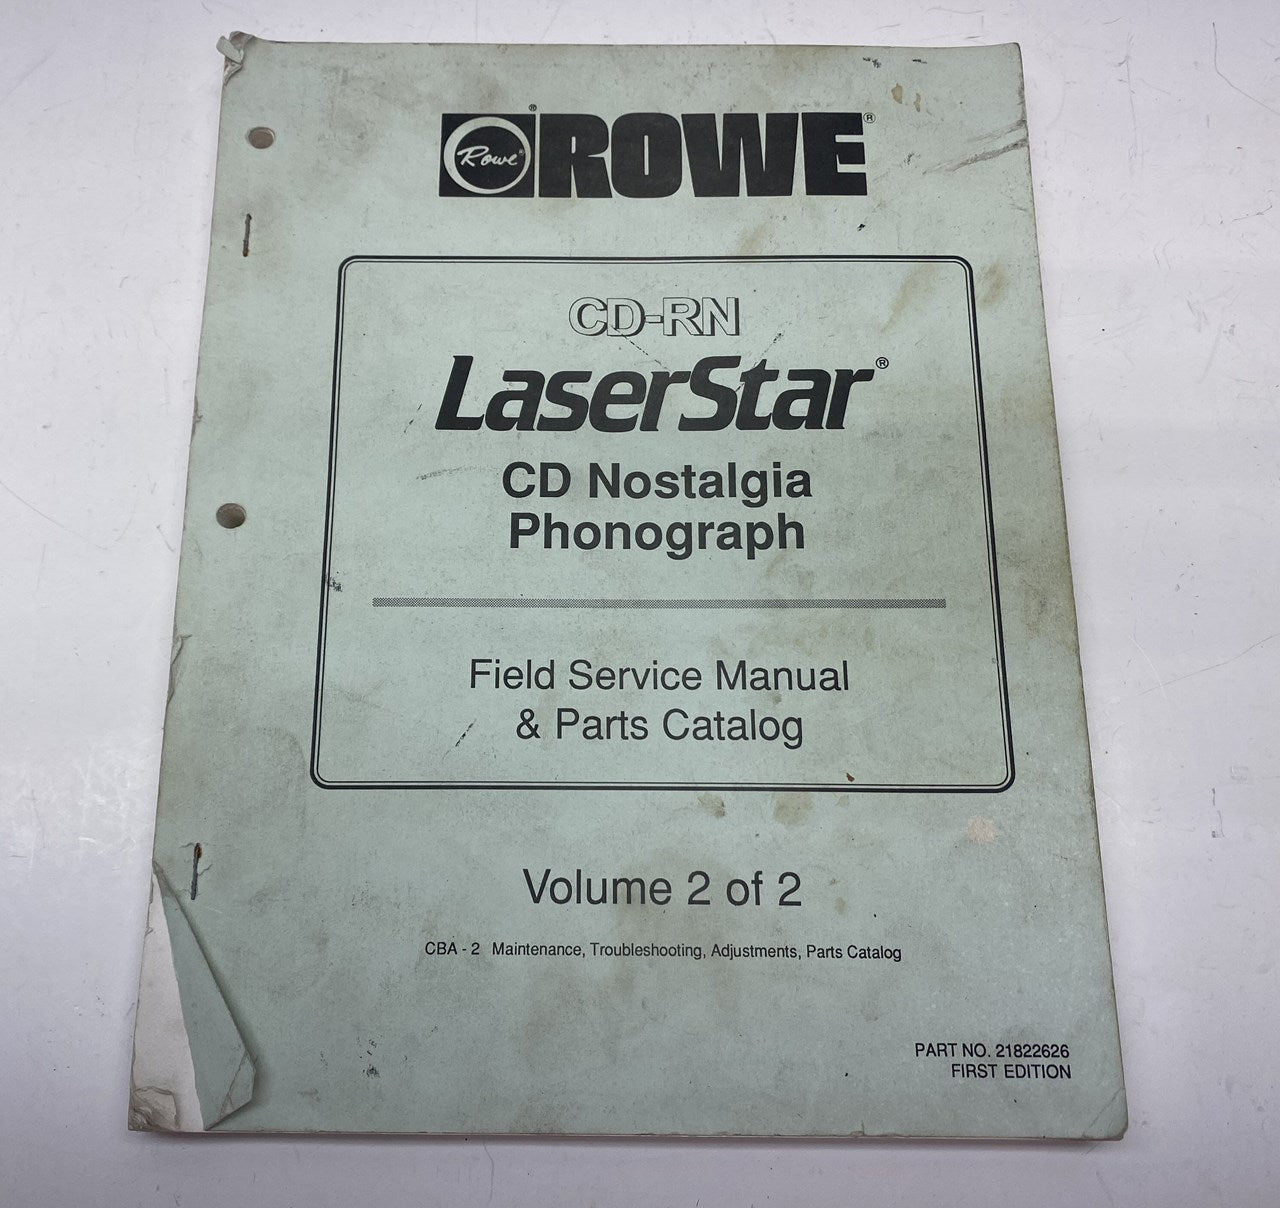 Rowe® ® ROWE®
CD-RN
LaserStar®
CD Nostalgia
Phonograph
Field Service Manual
& Parts Catalog
Volume 2 of 2
CBA - 2 Maintenance, Troubleshooting, Adjustments, Parts Catalog
PART NO. 21822626
FIRST EDITION